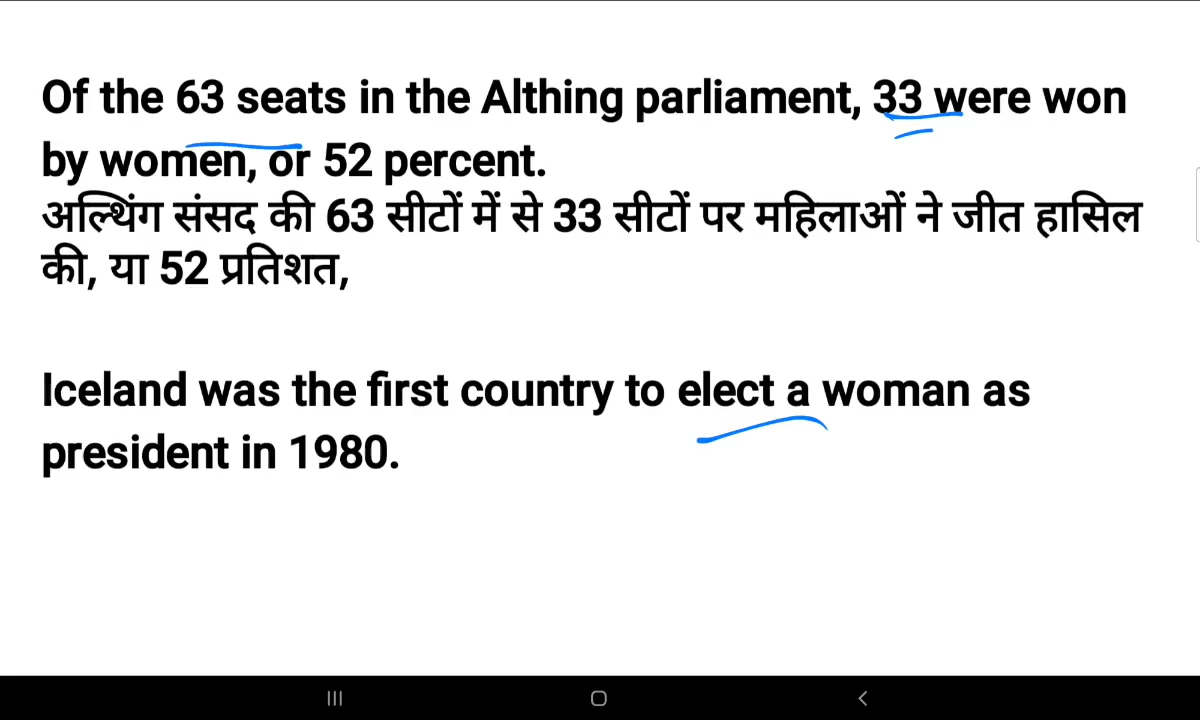 Of the 63 seats in the Althing parliament, 33 were won
by women, or 52 percent.
अल्थिंग संसद की 63 सीटों में से 33 सीटों पर महिलाओं ने जीत हासिल
की, या 52 प्रतिशत,
Iceland was the first country to elect a woman as
president in 1980.